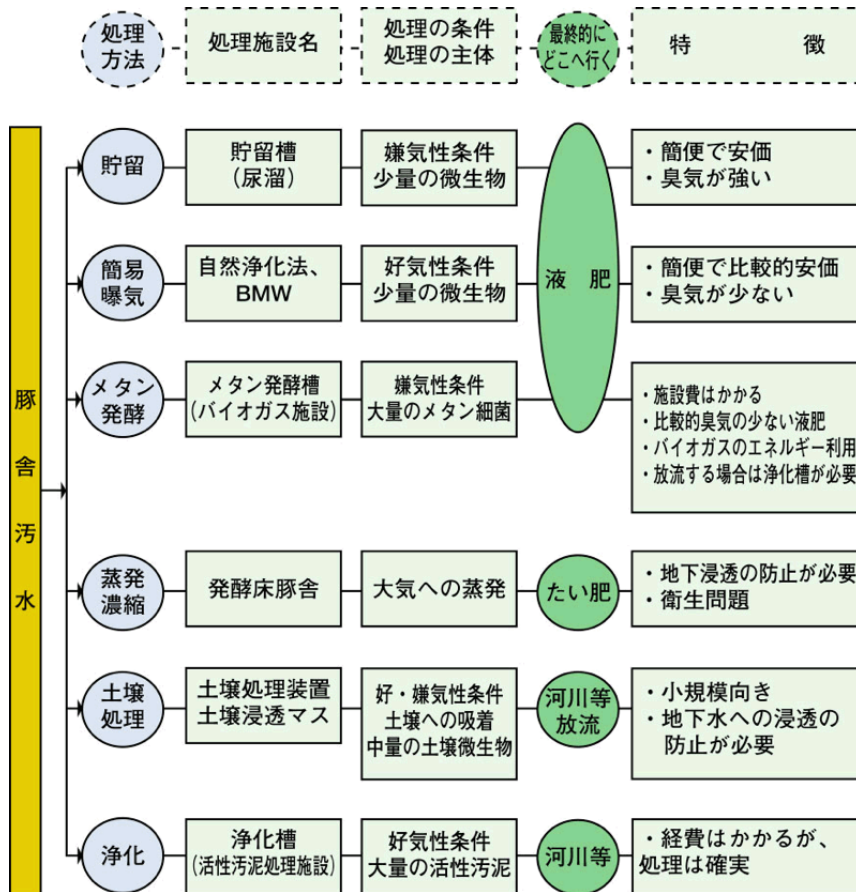 処理
方法
処理施設名
処理の条件
処理の主体
最終的に
どこへ行く
特　徴
豚舎汚水
貯留
貯留槽
(尿溜)
嫌気性条件
少量の微生物
液　肥
・簡便で安価
・臭気が強い
簡易
曝気
自然浄化法、
BMW
好気性条件
少量の微生物
・簡便で比較的安価
・臭気が少ない
メタン
発酵
メタン発酵槽
(バイオガス施設)
嫌気性条件
大量のメタン細菌
・施設費はかかる
・比較的臭気の少ない液肥
・バイオガスのエネルギー利用
・放流する場合は浄化槽が必要
蒸発
濃縮
発酵床豚舎
大気への蒸発
たい肥
・地下浸透の防止が必要
・衛生問題
土壌
処理
土壌処理装置
土壌浸透マス
好・嫌気性条件
土壌への吸着
中量の土壌微生物
河川等
放流
・小規模向き
・地下水への浸透の
防止が必要
浄化
浄化槽
(活性汚泥処理施設)
好気性条件
大量の活性汚泥
河川等
・経費はかかるが、
処理は確実